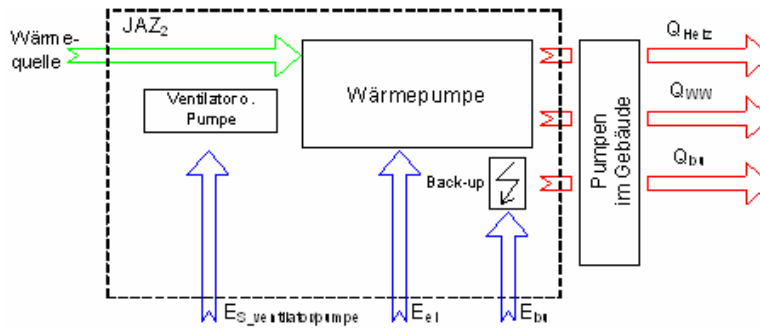 JAZ2
Wärme-
quelle
Ventilator o.
Pumpe
Wärmepumpe
Back-up
Pumpen
im Gebäude
QHeiz
QWW
Qbu
ES_ventilatorpumpe
Eel
Ebu